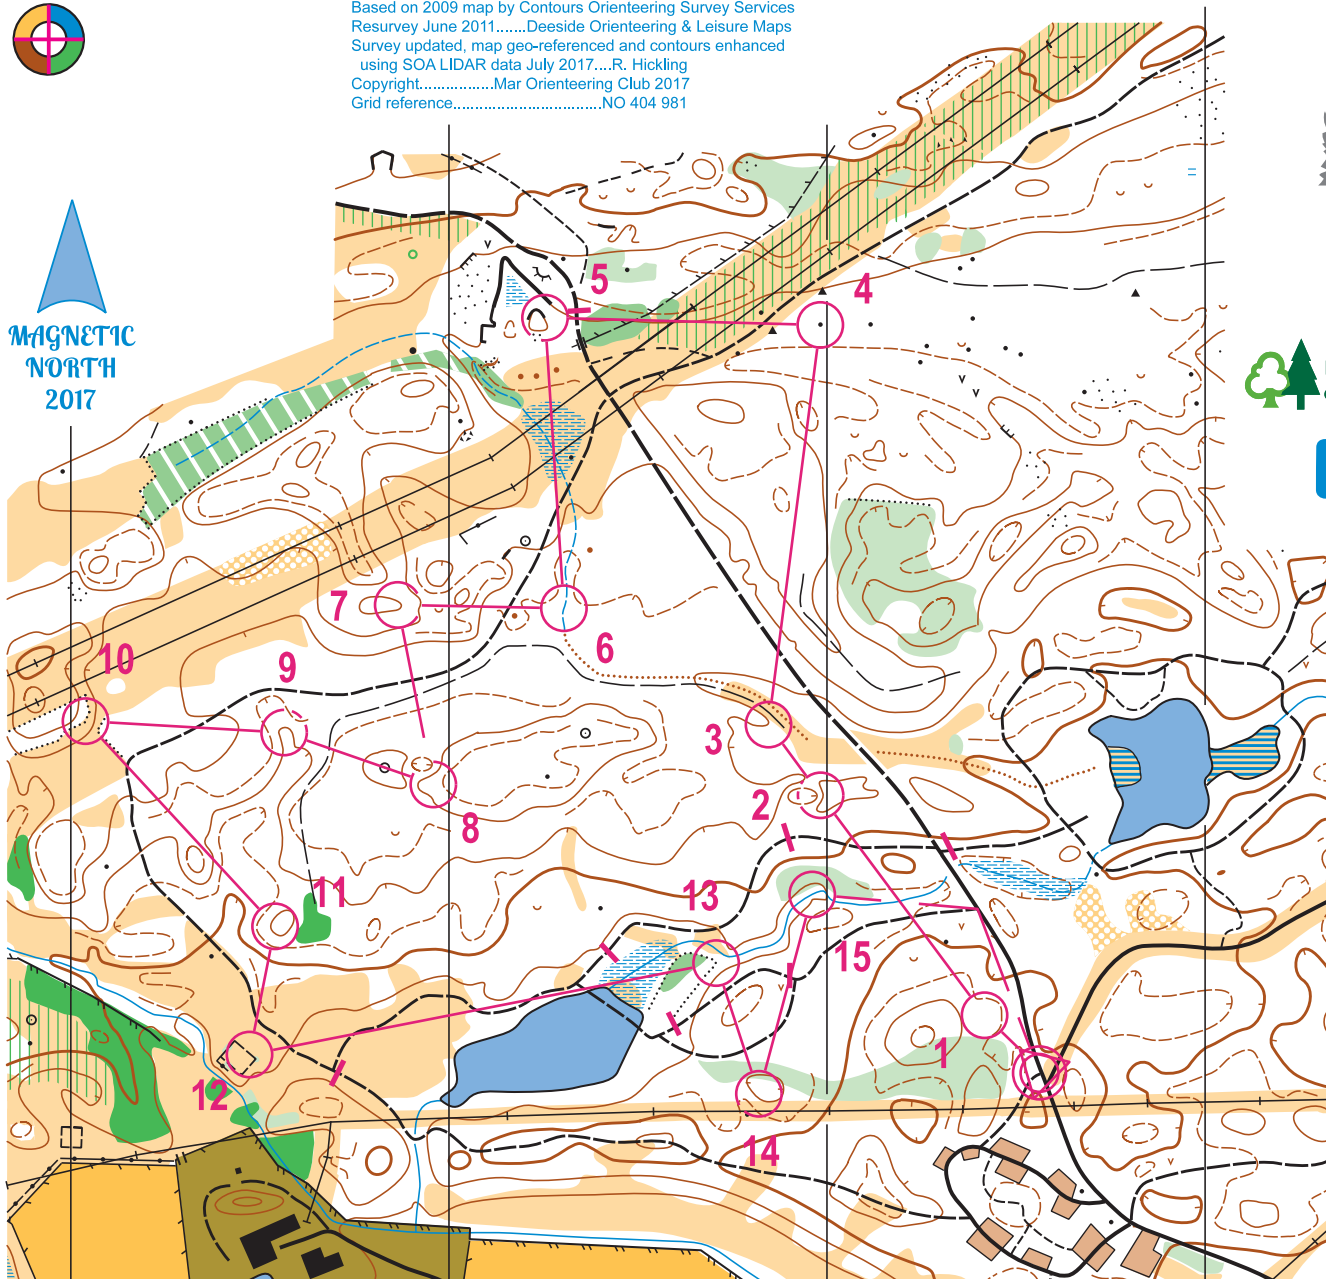 Based on 2009 map by Contours Orienteering Survey Services
Resurvey June 2011.......Deeside Orienteering & Leisure Maps
Survey updated, map geo-referenced and contours enhanced
using SOA LIDAR data July 2017....R. Hickling
Copyright.................Mar Orienteering Club 2017
Grid reference...................................NO 404 981
MAGNETIC
NORTH
2017
5
4
7
6
10
9
3
2
8
11
13
15
1
12
14